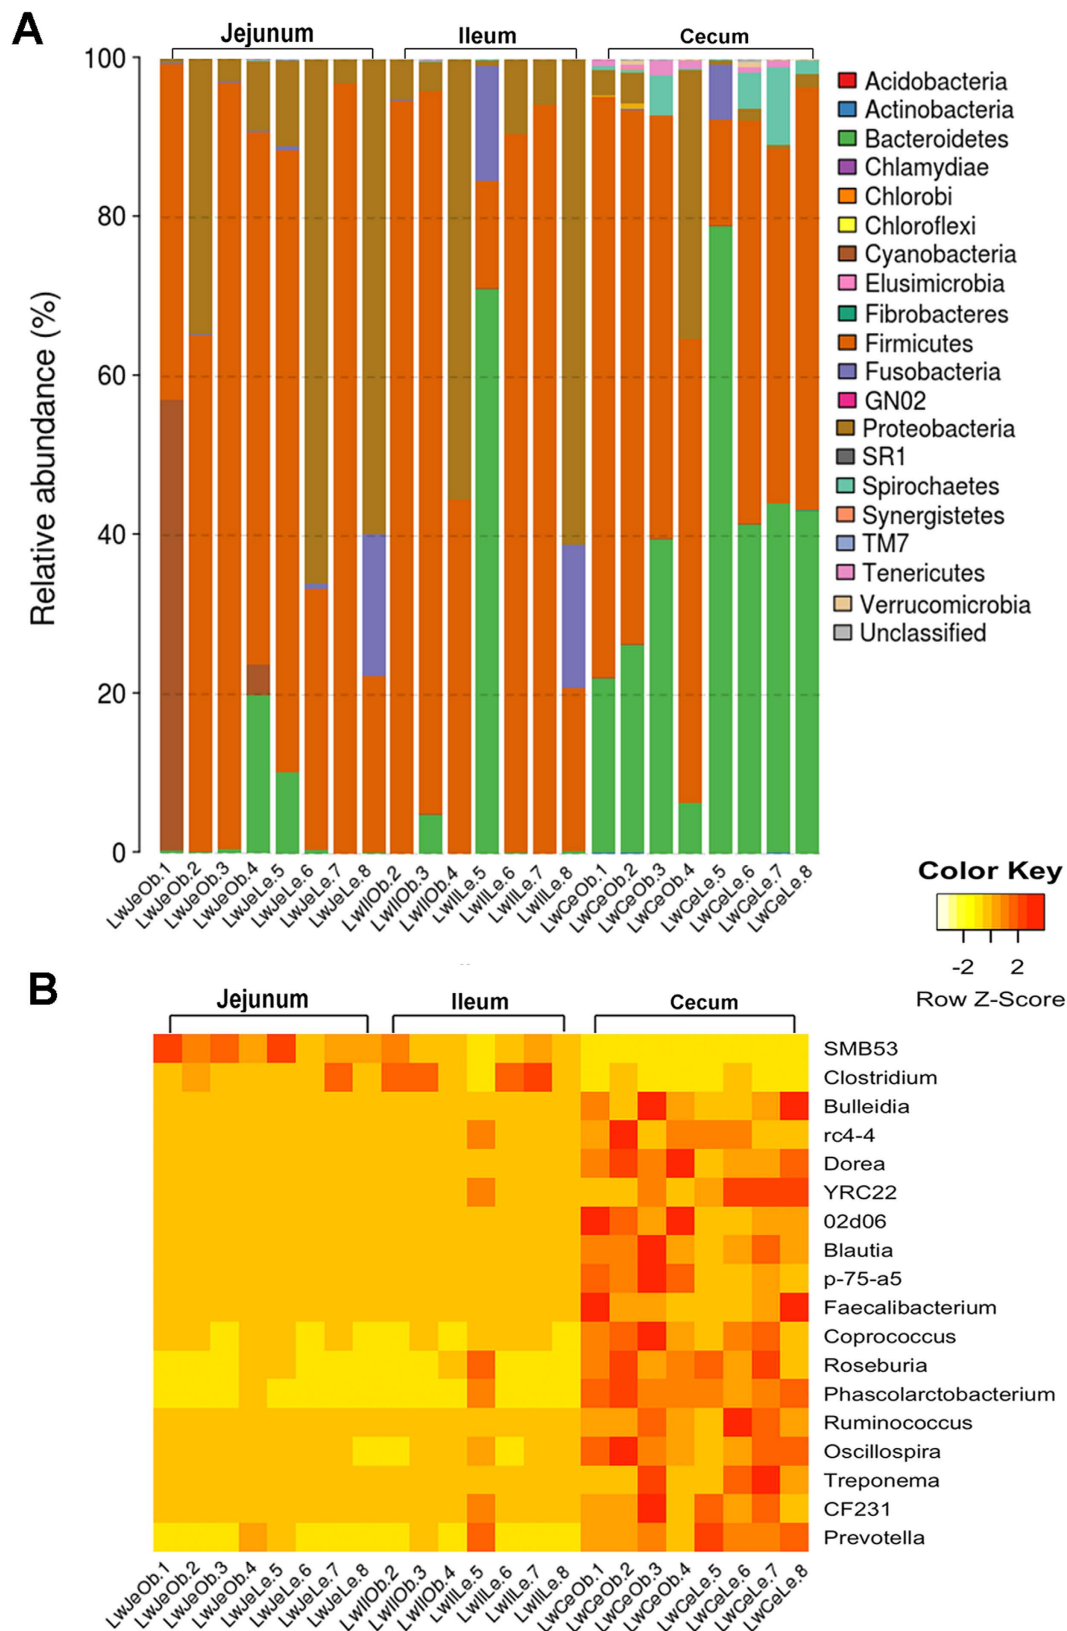 A
Jejunum
Ileum
Cecum
Relative abundance (%)
100
80
60
40
20
0
Acidobacteria
Actinobacteria
Bacteroidetes
Chlamydiae
Chlorobi
Chloroflexi
Cyanobacteria
Elusimicrobia
Fibrobacteres
Firmicutes
Fusobacteria
GN02
Proteobacteria
SR1
Spirochaetes
Synergistetes
TM7
Tenericutes
Verrucomicrobia
Unclassified
LwJeOb.1
LwJeOb.2
LwJeOb.3
LwJeOb.4
LwJeLe.5
LwJeLe.6
LwJeLe.7
LwJeLe.8
LwIlOb.2
LwIlOb.3
LwIlOb.4
LwIlLe.5
LwIlLe.6
LwIlLe.7
LwIlLe.8
LwCeOb.1
LwCeOb.2
LwCeOb.3
LwCeOb.4
LwCeLe.5
LwCeLe.6
LwCeLe.7
LwCeLe.8
Color Key
-2 2
Row Z-Score
B
Jejunum
Ileum
Cecum
SMB53
Clostridium
Bulleidia
rc4-4
Dorea
YRC22
02d06
Blautia
p-75-a5
Faecalibacterium
Coprococcus
Roseburia
Phascolarctobacterium
Ruminococcus
Oscillospira
Treponema
CF231
Prevotella
LwJeOb.1
LwJeOb.2
LwJeOb.3
LwJeOb.4
LwJeLe.5
LwJeLe.6
LwJeLe.7
LwJeLe.8
LwIlOb.2
LwIlOb.3
LwIlOb.4
LwIlLe.5
LwIlLe.6
LwIlLe.7
LwIlLe.8
LwCeOb.1
LwCeOb.2
LwCeOb.3
LwCeOb.4
LwCeLe.5
LwCeLe.6
LwCeLe.7
LwCeLe.8